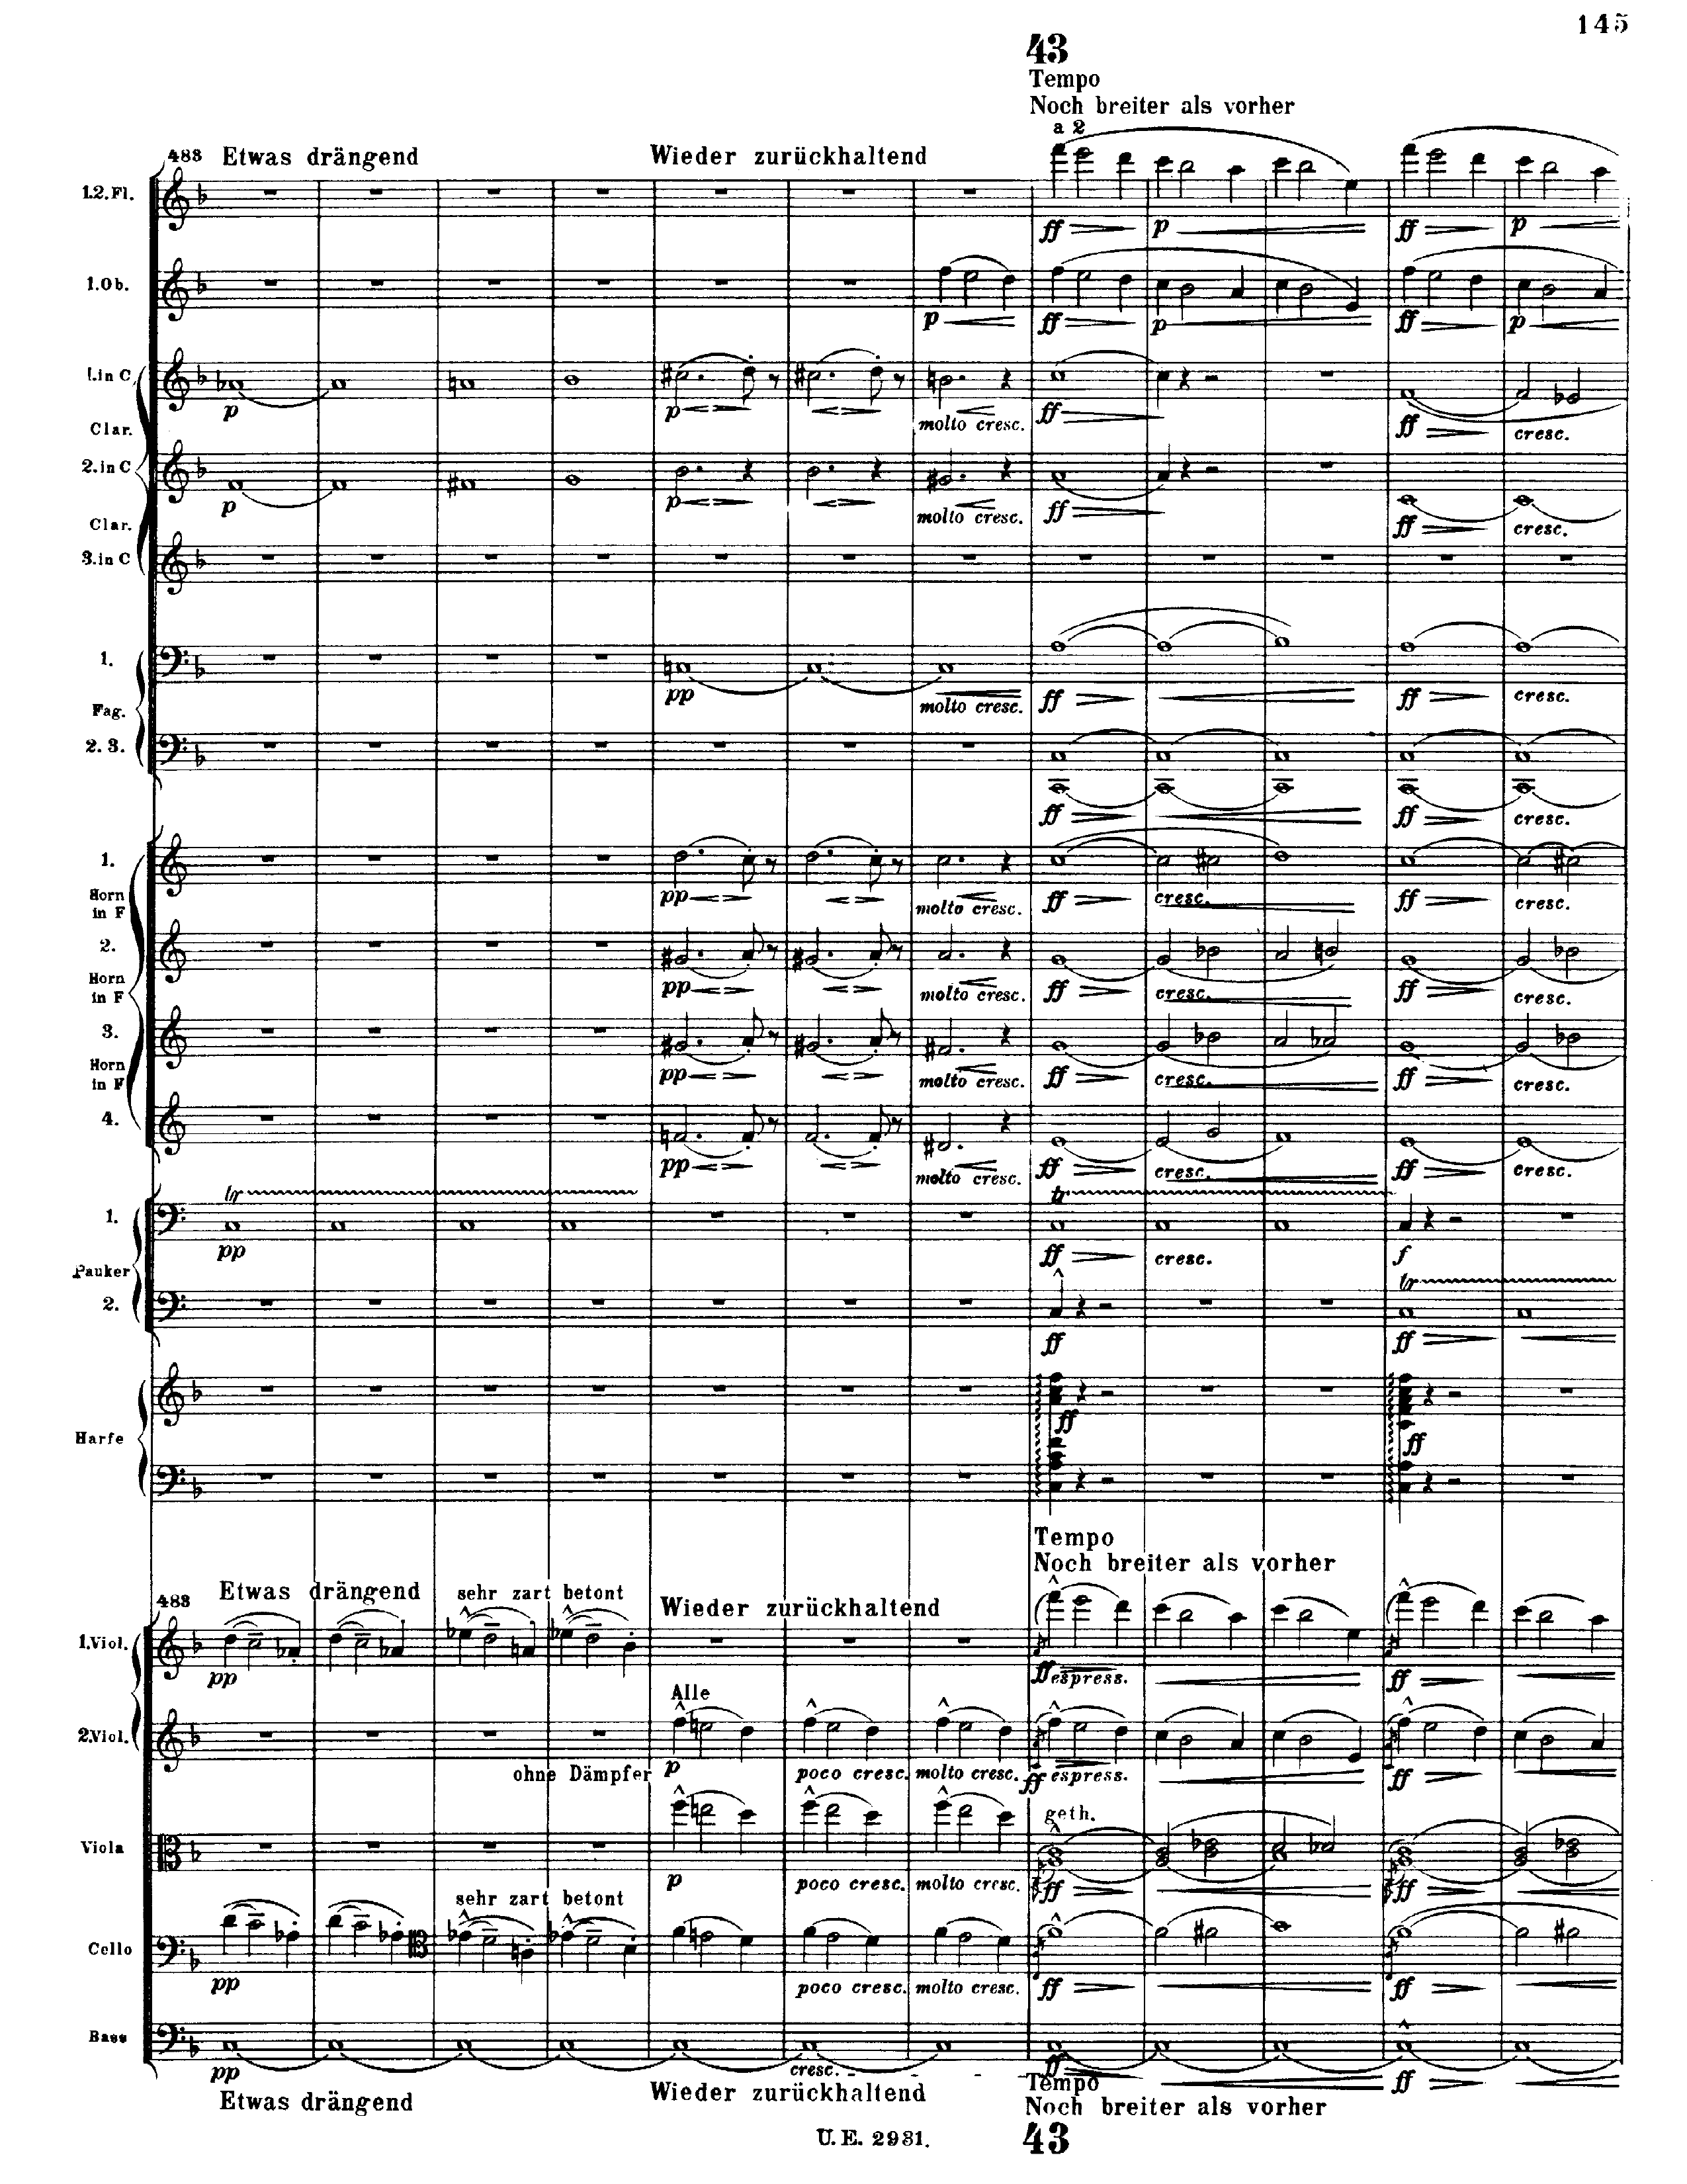 145
43
Tempo
Noch breiter als vorher
a 2
483 Etwas drängend Wieder zurückhaltend
1.2. Fl.
ff p ff p
1. Ob.
p ff p ff p
1. in C
p p molto cresc. ff ff cresc.
Clar.
2. in C
p p molto cresc. ff ff cresc.
Clar.
3. in C
1.
pp molto cresc. ff ff cresc.
Fag.
2. 3.
ff ff cresc.
1.
pp molto cresc. ff cresc. ff cresc.
Horn
in F
2.
pp molto cresc. ff cresc. ff cresc.
Horn
in F
3.
pp molto cresc. ff cresc. ff cresc.
Horn
in F
4.
pp molto cresc. ff cresc. ff cresc.
tr tr
1.
pp ff cresc. f
Pauker
tr
2.
ff ff
ff ff
Harfe
Tempo
Noch breiter als vorher
483 Etwas drängend sehr zart betont Wieder zurückhaltend
1. Viol.
pp ff espress. ff
Alle
2. Viol.
ohne Dämpfer p poco cresc. molto cresc. ff espress. ff
geth.
Viola
p poco cresc. molto cresc. ff ff
sehr zart betont
Cello
pp poco cresc. molto cresc. ff ff
Bass
pp cresc. ff ff
Etwas drängend Wieder zurückhaltend Tempo
Noch breiter als vorher
U. E. 2931.
43